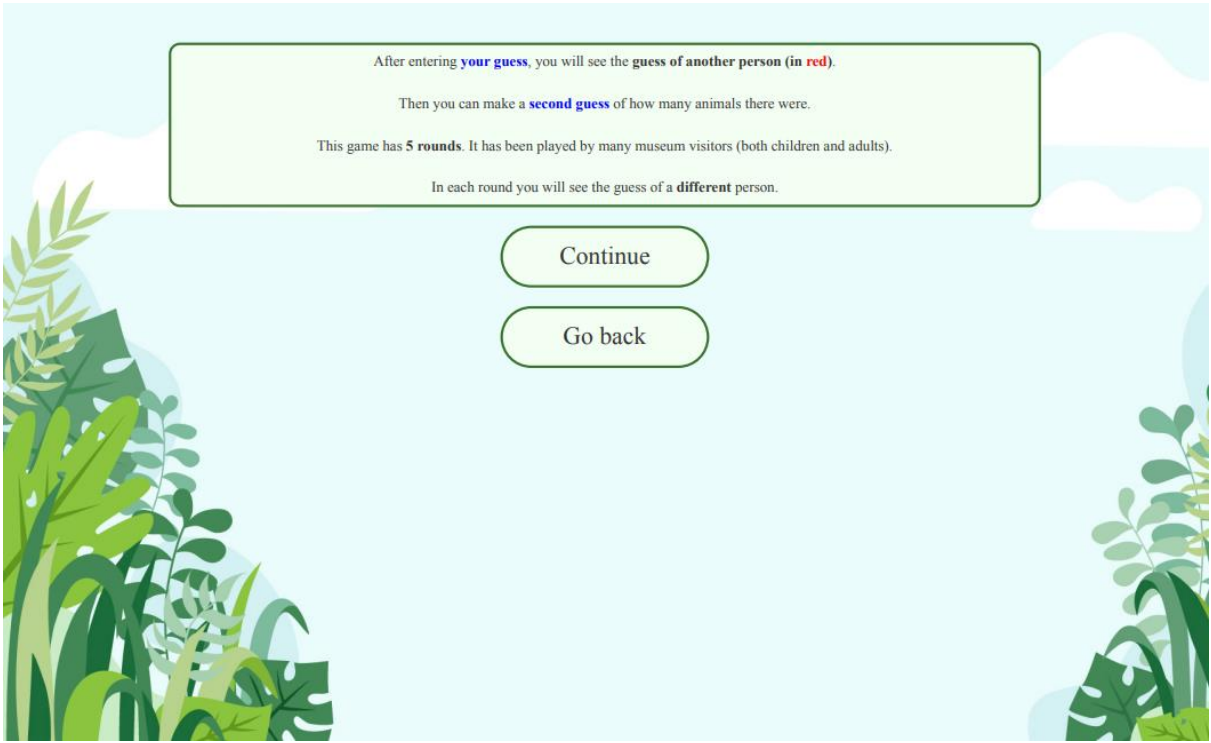 After entering your guess, you will see the guess of another person (in red).
Then you can make a second guess of how many animals there were.
This game has 5 rounds. It has been played by many museum visitors (both children and adults).
In each round you will see the guess of a different person.
Continue
Go back